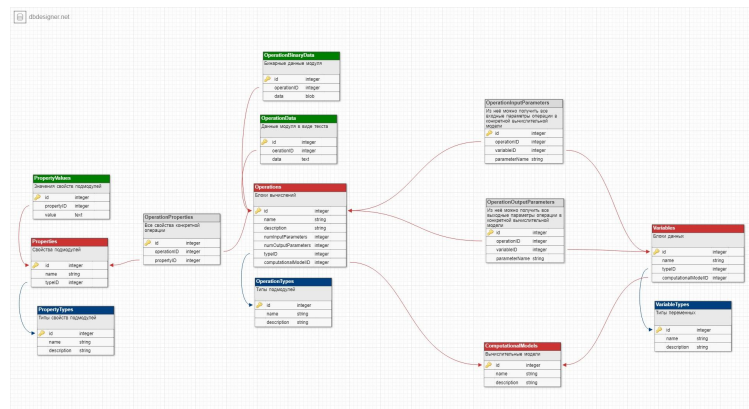 dbdesigner.net
OperationBinaryData
Бинарные данные модуля
id integer
operationID integer
data blob
OperationData
Данные модуля в виде текста
id integer
oerationID integer
data text
OperationInputParameters
Из неё можно получить все
входные параметры операции в
конкретной вычислительной
модели
id integer
operationID integer
variableID integer
parameterName string
PropertyValues
Значения свойств подмодулей
id integer
propertyID integer
value text
Operations
Блоки вычислений
id integer
name string
description string
numInputParameters integer
numOutputParameters integer
typeID integer
computationalModelID integer
OperationOutputParameters
Из неё можно получить все
выходные параметры операции в
конкретной вычислительной
модели
id integer
operationID integer
variableID integer
parameterName string
OperationProperties
Все свойства конкретной
операции
id integer
operationID integer
propertyID integer
Variables
Блоки данных
id integer
name string
typeID integer
computationalModelID integer
Properties
Свойства подмодулей
id integer
name string
typeID integer
OperationTypes
Типы подмодулей
id integer
name string
description string
PropertyTypes
Типы свойств подмодулей
id integer
name string
description string
VariableTypes
Типы переменных
id integer
name string
description string
ComputationalModels
Вычислительные модели
id integer
name string
description string